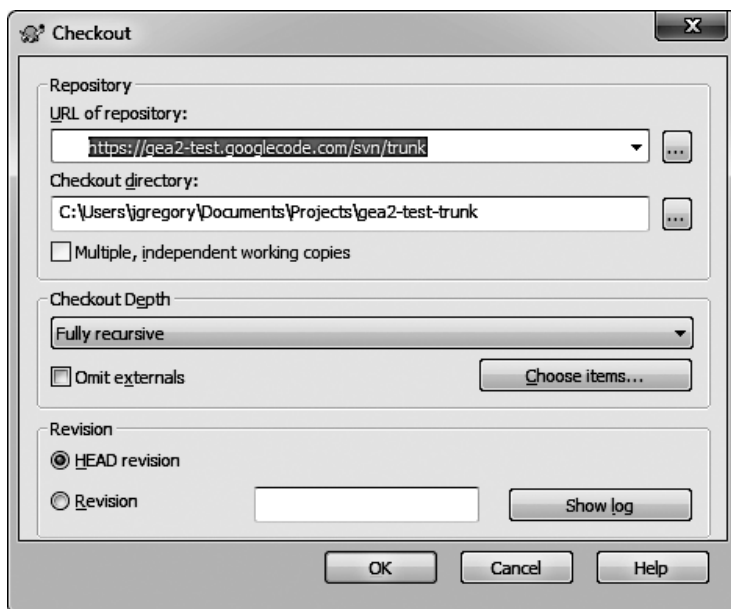 Checkout
Repository
URL of repository:
https://gea2-test.googlecode.com/svn/trunk
...
Checkout directory:
C:\Users\jgregory\Documents\Projects\gea2-test-trunk
...
Multiple, independent working copies
Checkout Depth
Fully recursive
Omit externals
Choose items...
Revision
HEAD revision
Revision
Show log
OK
Cancel
Help